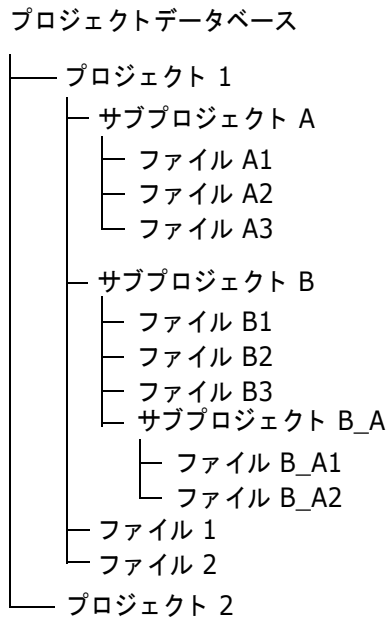 プロジェクトデータベース
プロジェクト 1
サブプロジェクト A
ファイル A1
ファイル A2
ファイル A3
サブプロジェクト B
ファイル B1
ファイル B2
ファイル B3
サブプロジェクト B_A
ファイル B_A1
ファイル B_A2
ファイル 1
ファイル 2
プロジェクト 2